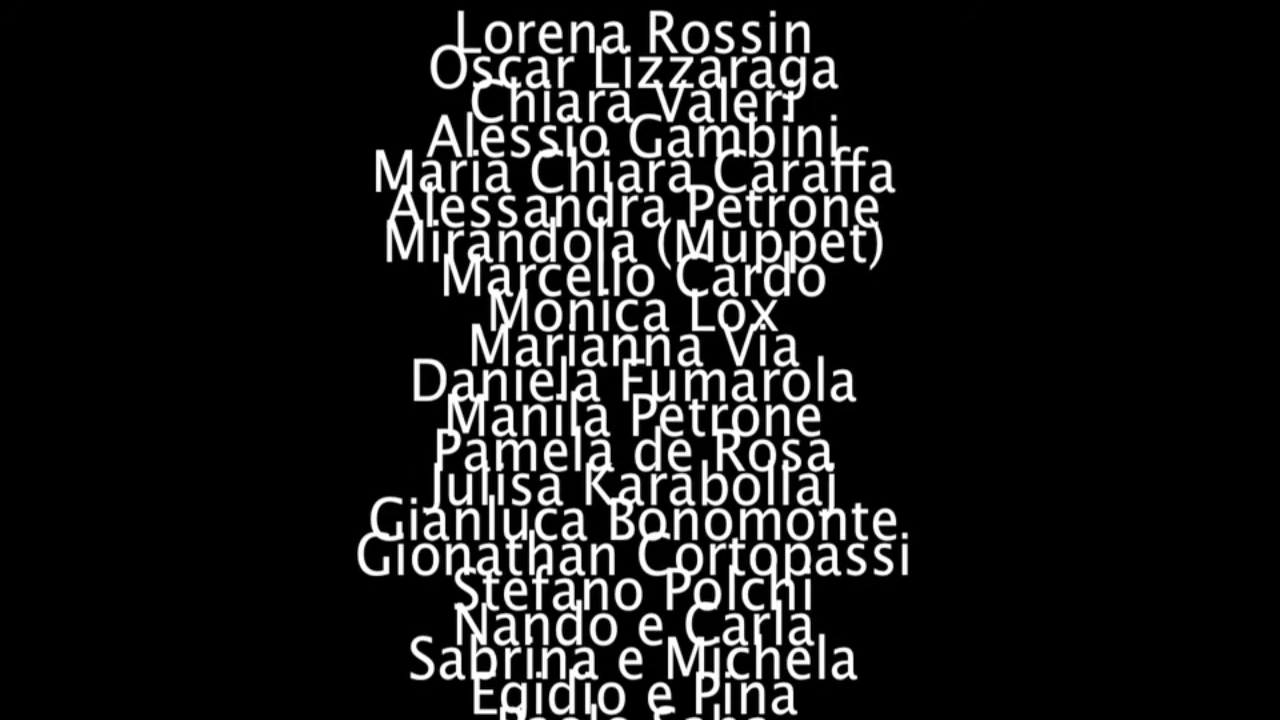 Lorena Rossin
Oscar Lizzaraga
Chiara Valeri
Alessio Gambini
Maria Chiara Caraffa
Alessandra Petrone
Mirandola (Muppet)
Marcello Cardo
Monica Lox
Marianna Via
Daniela Fumarola
Manila Petrone
Pamela de Rosa
Julisa Karabollaj
Gianluca Bonomonte
Gionathan Cortopassi
Stefano Polchi
Nando e Carla
Sabrina e Michela
Egidio e Pina